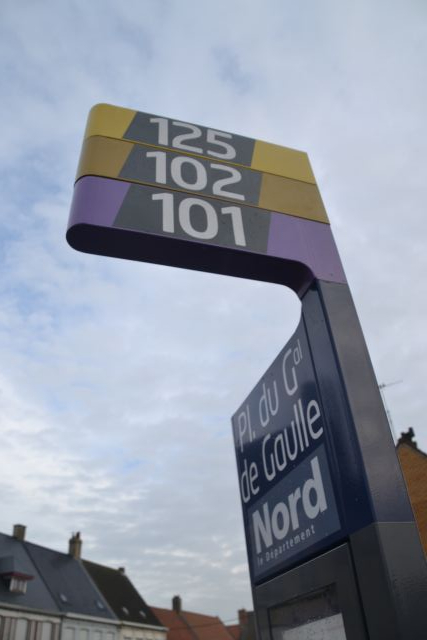 125
102
101
Pl. du Gal
de Gaulle
Nord
le Département